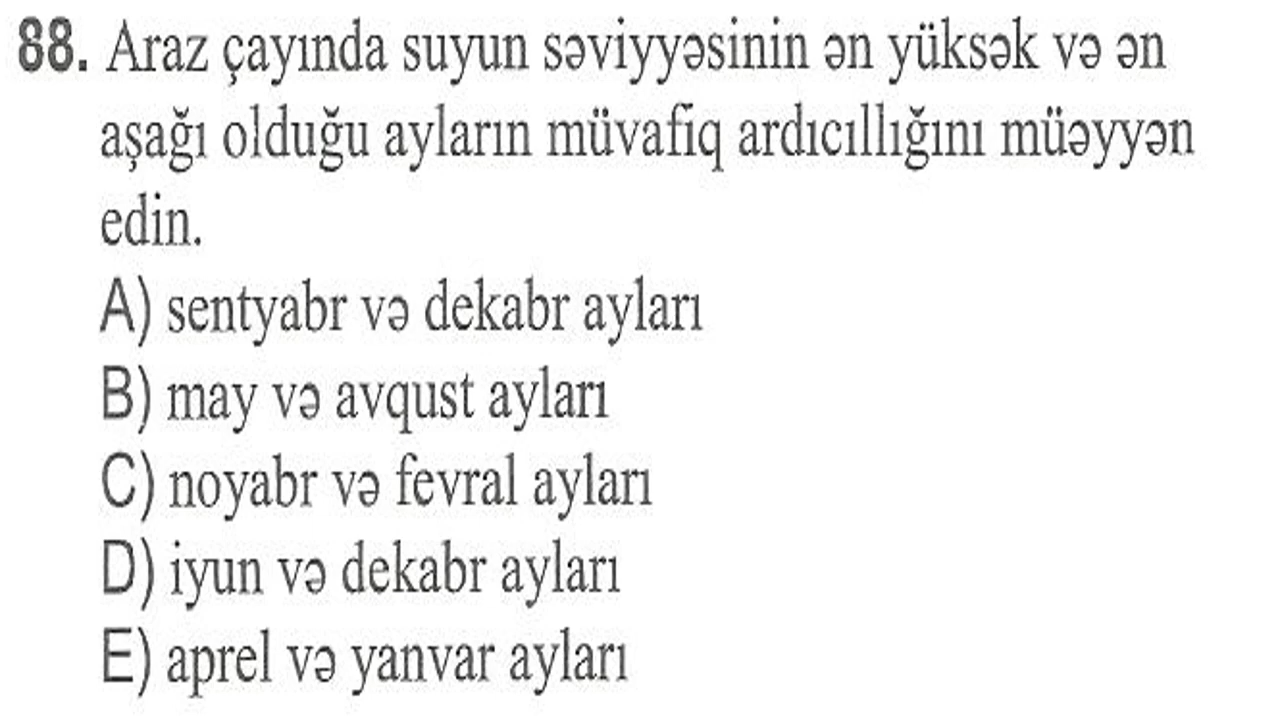 88. Araz çayında suyun səviyyəsinin ən yüksək və ən
aşağı olduğu ayların müvafiq ardıcıllığını müəyyən
edin.
A) sentyabr və dekabr ayları
B) may və avqust ayları
C) noyabr və fevral ayları
D) iyun və dekabr ayları
E) aprel və yanvar ayları